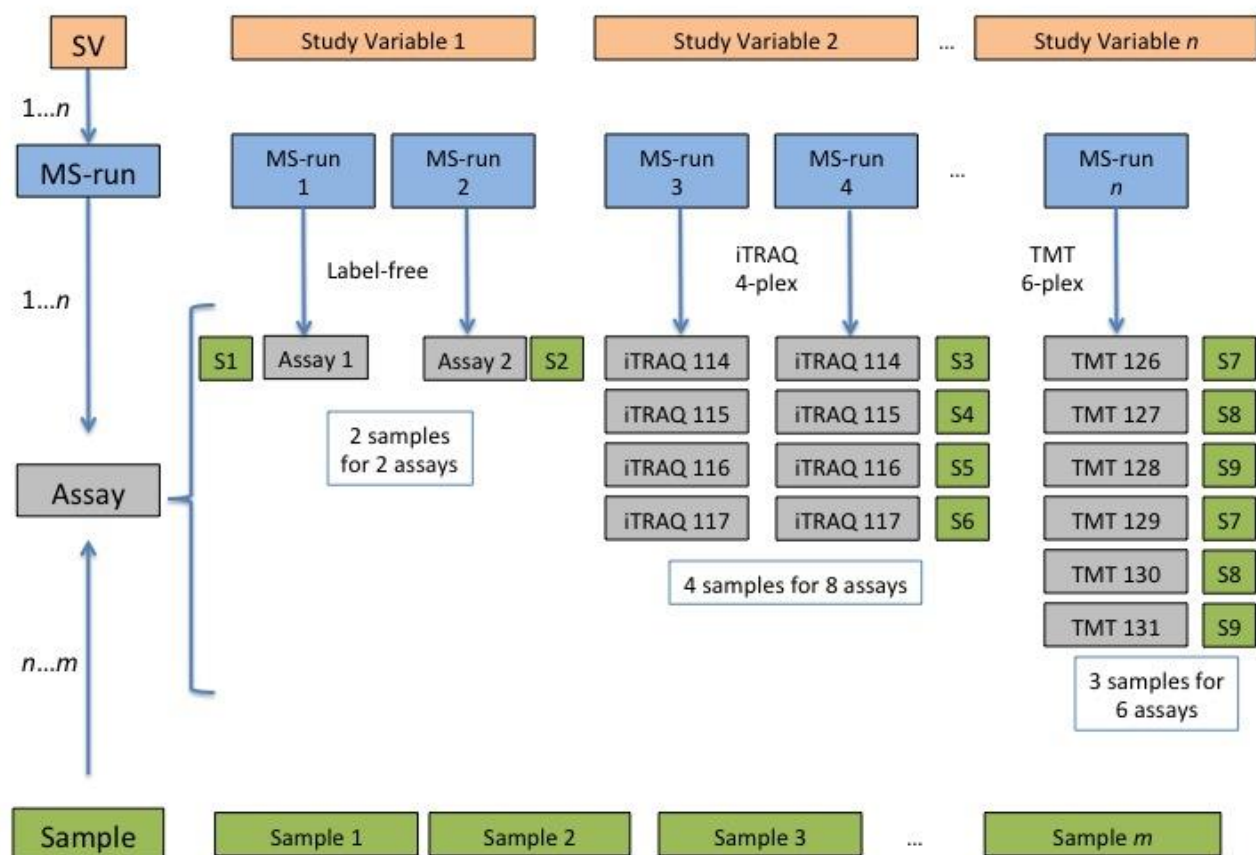 SV
Study Variable 1
Study Variable 2
...
Study Variable n
1...n
MS-run
MS-run
1
MS-run
2
MS-run
3
MS-run
4
...
MS-run
n
Label-free
iTRAQ
4-plex
TMT
6-plex
1...n
S1
Assay 1
Assay 2
S2
iTRAQ 114
iTRAQ 114
S3
TMT 126
S7
iTRAQ 115
iTRAQ 115
S4
TMT 127
S8
2 samples
for 2 assays
iTRAQ 116
iTRAQ 116
S5
TMT 128
S9
Assay
iTRAQ 117
iTRAQ 117
S6
TMT 129
S7
4 samples for 8 assays
TMT 130
S8
TMT 131
S9
n...m
3 samples for
6 assays
Sample
Sample 1
Sample 2
Sample 3
...
Sample m